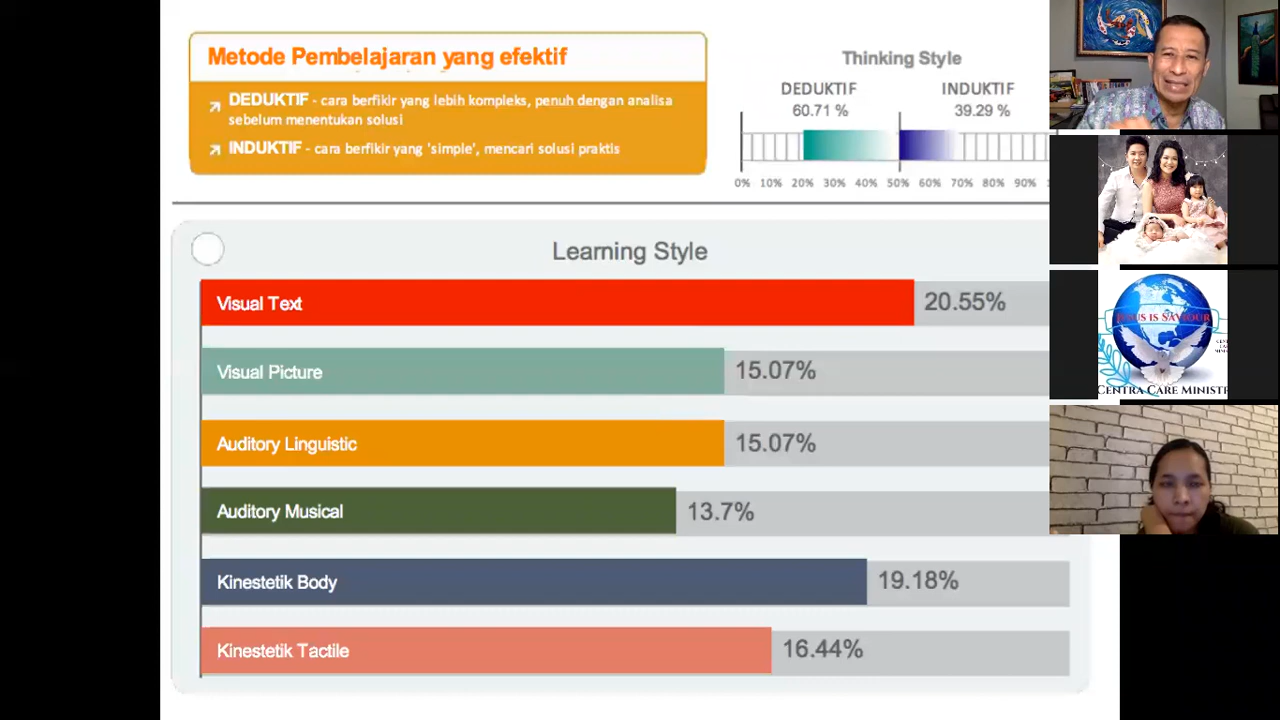 Metode Pembelajaran yang efektif
DEDUKTIF - cara berfikir yang lebih kompleks, penuh dengan analisa
sebelum menentukan solusi
INDUKTIF - cara berfikir yang 'simple', mencari solusi praktis
Thinking Style
DEDUKTIF INDUKTIF
60.71 % 39.29 %
0% 10% 20% 30% 40% 50% 60% 70% 80% 90%
Learning Style
Visual Text 20.55%
Visual Picture 15.07%
Auditory Linguistic 15.07%
Auditory Musical 13.7%
Kinestetik Body 19.18%
Kinestetik Tactile 16.44%
JESUS IS SAVIOUR
CENTRA CARE MINISTR